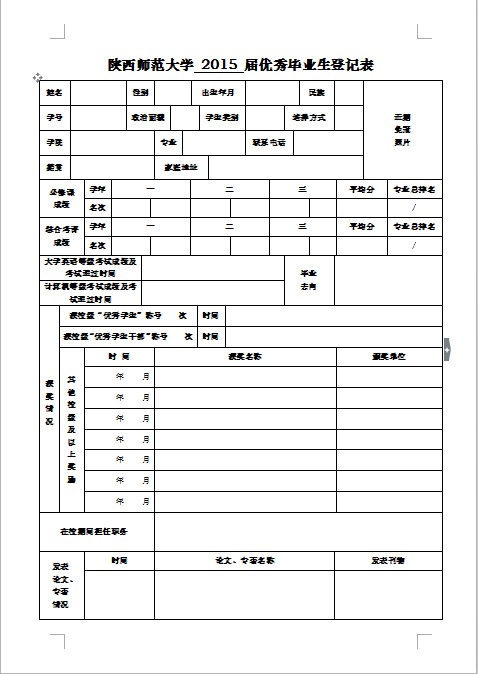 陕西师范大学 2015 届优秀毕业生登记表
姓名 性别 出生年月 民族
近期
免冠
照片
学号 政治面貌 学生类别 培养方式
学院 专业 联系电话
籍贯 家庭地址
必修课
成绩
学年 一 二 三 平均分 专业总排名
名次 /
综合考评
成绩
学年 一 二 三 平均分 专业总排名
名次 /
大学英语等级考试成绩及
考试通过时间
毕业
去向
计算机等级考试成绩及考
试通过时间
获奖情况
获校级“优秀学生”称号 次 时间
获校级“优秀学生干部”称号 次 时间
其他校级及以上奖励
时 间 获奖名称 颁奖单位
年 月
年 月
年 月
年 月
年 月
年 月
年 月
在校期间担任职务
发表
论文、
专著
情况
时间 论文、专著名称 发表刊物